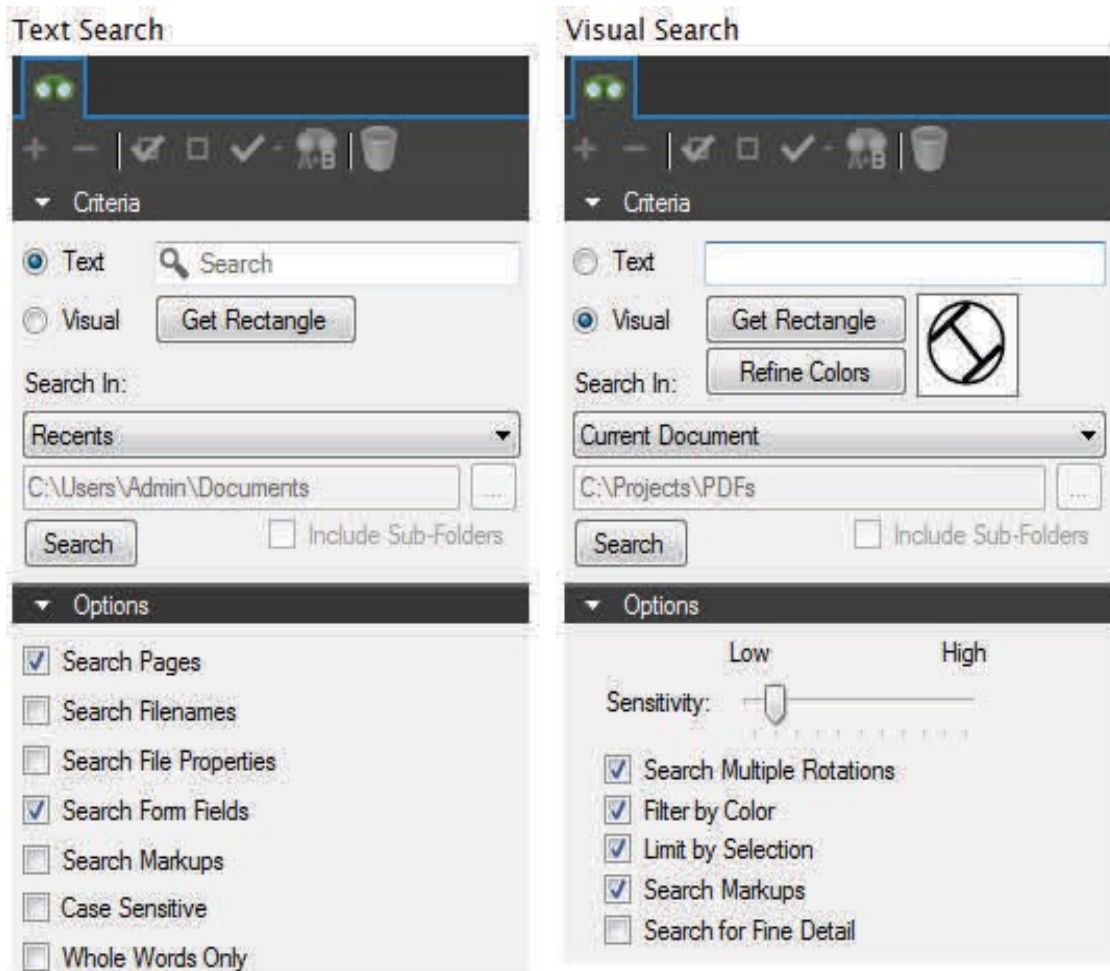 Text Search
A+B
Criteria
Text
Search
Visual
Get Rectangle
Search In:
Recents
C:\Users\Admin\Documents
...
Search
Include Sub-Folders
Options
Search Pages
Search Filenames
Search File Properties
Search Form Fields
Search Markups
Case Sensitive
Whole Words Only
Visual Search
A+B
Criteria
Text
Visual
Get Rectangle
Refine Colors
Search In:
Current Document
C:\Projects\PDFs
...
Search
Include Sub-Folders
Options
Low High
Sensitivity:
Search Multiple Rotations
Filter by Color
Limit by Selection
Search Markups
Search for Fine Detail